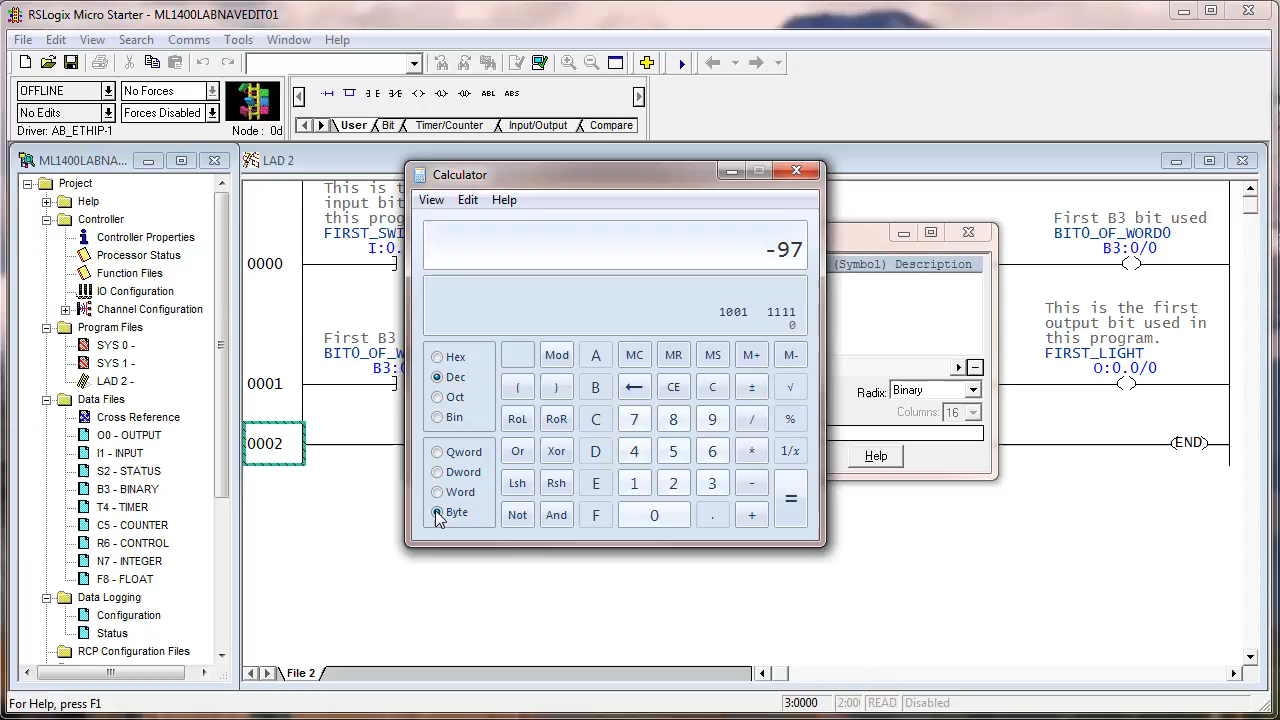 RSLogix Micro Starter - ML1400LABNAVEDIT01
File Edit View Search Comms Tools Window Help
OFFLINE No Forces
No Edits Forces Disabled
Driver: AB_ETHIP-1 Node : 0d
ABL ABS
User Bit Timer/Counter Input/Output Compare
ML1400LABNA...
Project
Help
Controller
Controller Properties
Processor Status
Function Files
IO Configuration
Channel Configuration
Program Files
SYS 0 -
SYS 1 -
LAD 2 -
Data Files
Cross Reference
O0 - OUTPUT
I1 - INPUT
S2 - STATUS
B3 - BINARY
T4 - TIMER
C5 - COUNTER
R6 - CONTROL
N7 - INTEGER
F8 - FLOAT
Data Logging
Configuration
Status
RCP Configuration Files
LAD 2
This is t
input bit
this prog
FIRST_SWI
I:0.
0000
First B3 bit used
BIT0_OF_WORD0
B3:0/0
0
First B3
BIT0_OF_W
B3:0
0001
This is the first
output bit used in
this program.
FIRST_LIGHT
O:0.0/0
0002
END
Calculator
View Edit Help
-97
1001 1111
0
Hex Mod A MC MR MS M+ M-
Dec ( ) B ← CE C ± √
Oct RoL RoR C 7 8 9 / %
Bin
Qword Or Xor D 4 5 6 * 1/x
Dword
Word Lsh Rsh E 1 2 3 - =
Byte Not And F 0 . +
(Symbol) Description
Radix: Binary
Columns: 16
Help
File 2
For Help, press F1
3:0000 2:00 READ Disabled